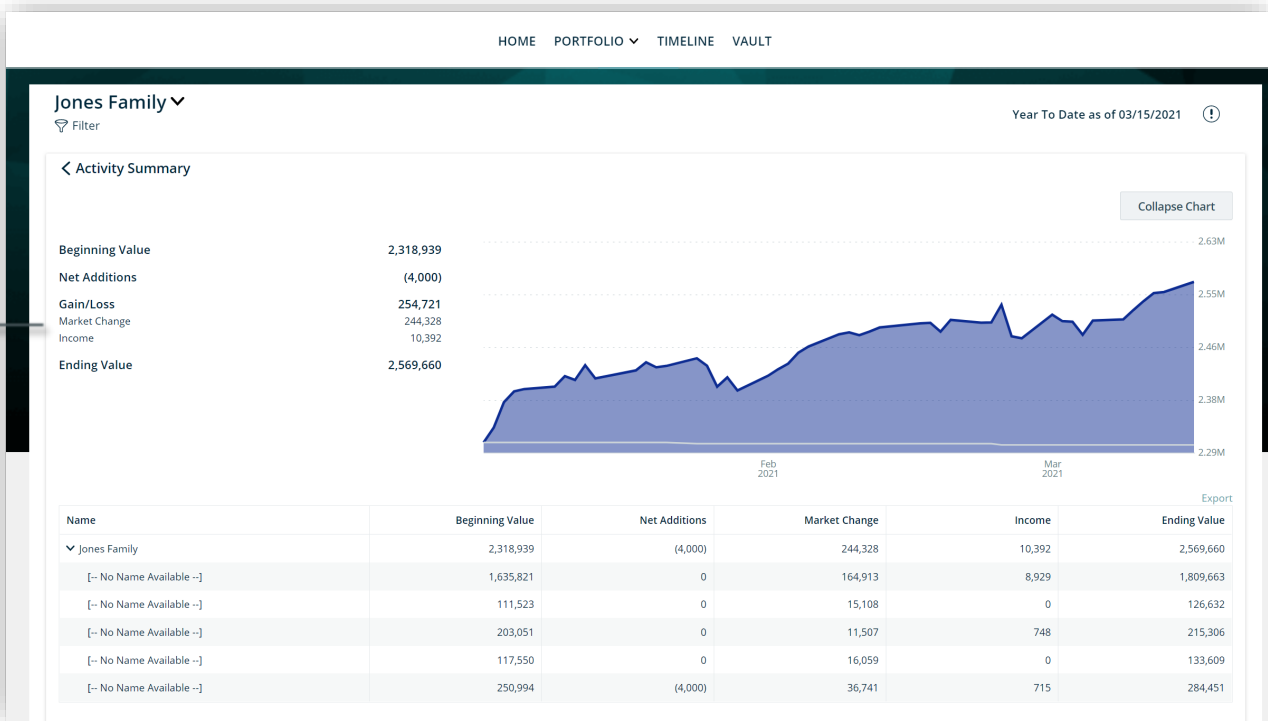 HOME PORTFOLIO TIMELINE VAULT
Jones Family
Filter
Year To Date as of 03/15/2021
Activity Summary
Collapse Chart
Beginning Value 2,318,939
Net Additions (4,000)
Gain/Loss 254,721
Market Change 244,328
Income 10,392
Ending Value 2,569,660
2.63M
2.55M
2.46M
2.38M
2.29M
Feb
2021
Mar
2021
Export
Name Beginning Value Net Additions Market Change Income Ending Value
Jones Family 2,318,939 (4,000) 244,328 10,392 2,569,660
[-- No Name Available --] 1,635,821 0 164,913 8,929 1,809,663
[-- No Name Available --] 111,523 0 15,108 0 126,632
[-- No Name Available --] 203,051 0 11,507 748 215,306
[-- No Name Available --] 117,550 0 16,059 0 133,609
[-- No Name Available --] 250,994 (4,000) 36,741 715 284,451